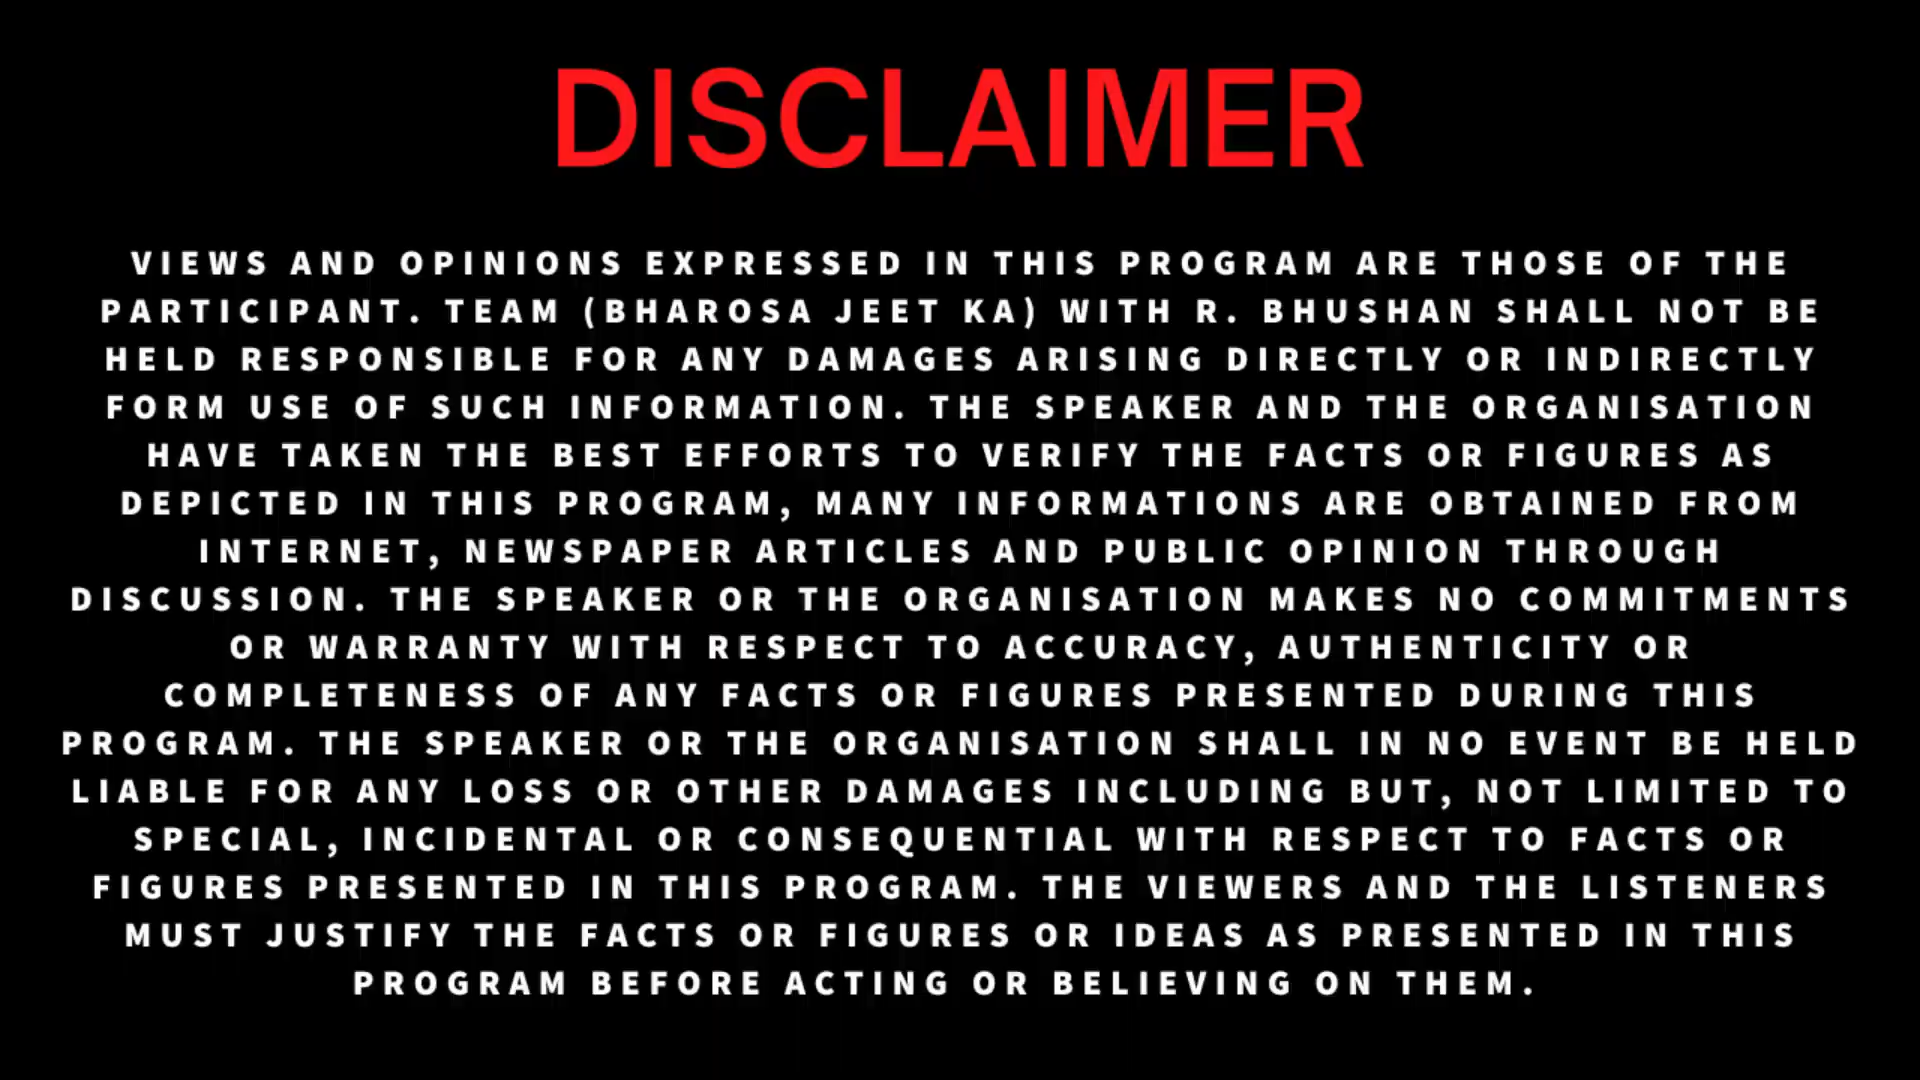 DISCLAIMER
VIEWS AND OPINIONS EXPRESSED IN THIS PROGRAM ARE THOSE OF THE
PARTICIPANT. TEAM (BHAROSA JEET KA) WITH R. BHUSHAN SHALL NOT BE
HELD RESPONSIBLE FOR ANY DAMAGES ARISING DIRECTLY OR INDIRECTLY
FORM USE OF SUCH INFORMATION. THE SPEAKER AND THE ORGANISATION
HAVE TAKEN THE BEST EFFORTS TO VERIFY THE FACTS OR FIGURES AS
DEPICTED IN THIS PROGRAM, MANY INFORMATIONS ARE OBTAINED FROM
INTERNET, NEWSPAPER ARTICLES AND PUBLIC OPINION THROUGH
DISCUSSION. THE SPEAKER OR THE ORGANISATION MAKES NO COMMITMENTS
OR WARRANTY WITH RESPECT TO ACCURACY, AUTHENTICITY OR
COMPLETENESS OF ANY FACTS OR FIGURES PRESENTED DURING THIS
PROGRAM. THE SPEAKER OR THE ORGANISATION SHALL IN NO EVENT BE HELD
LIABLE FOR ANY LOSS OR OTHER DAMAGES INCLUDING BUT, NOT LIMITED TO
SPECIAL, INCIDENTAL OR CONSEQUENTIAL WITH RESPECT TO FACTS OR
FIGURES PRESENTED IN THIS PROGRAM. THE VIEWERS AND THE LISTENERS
MUST JUSTIFY THE FACTS OR FIGURES OR IDEAS AS PRESENTED IN THIS
PROGRAM BEFORE ACTING OR BELIEVING ON THEM.